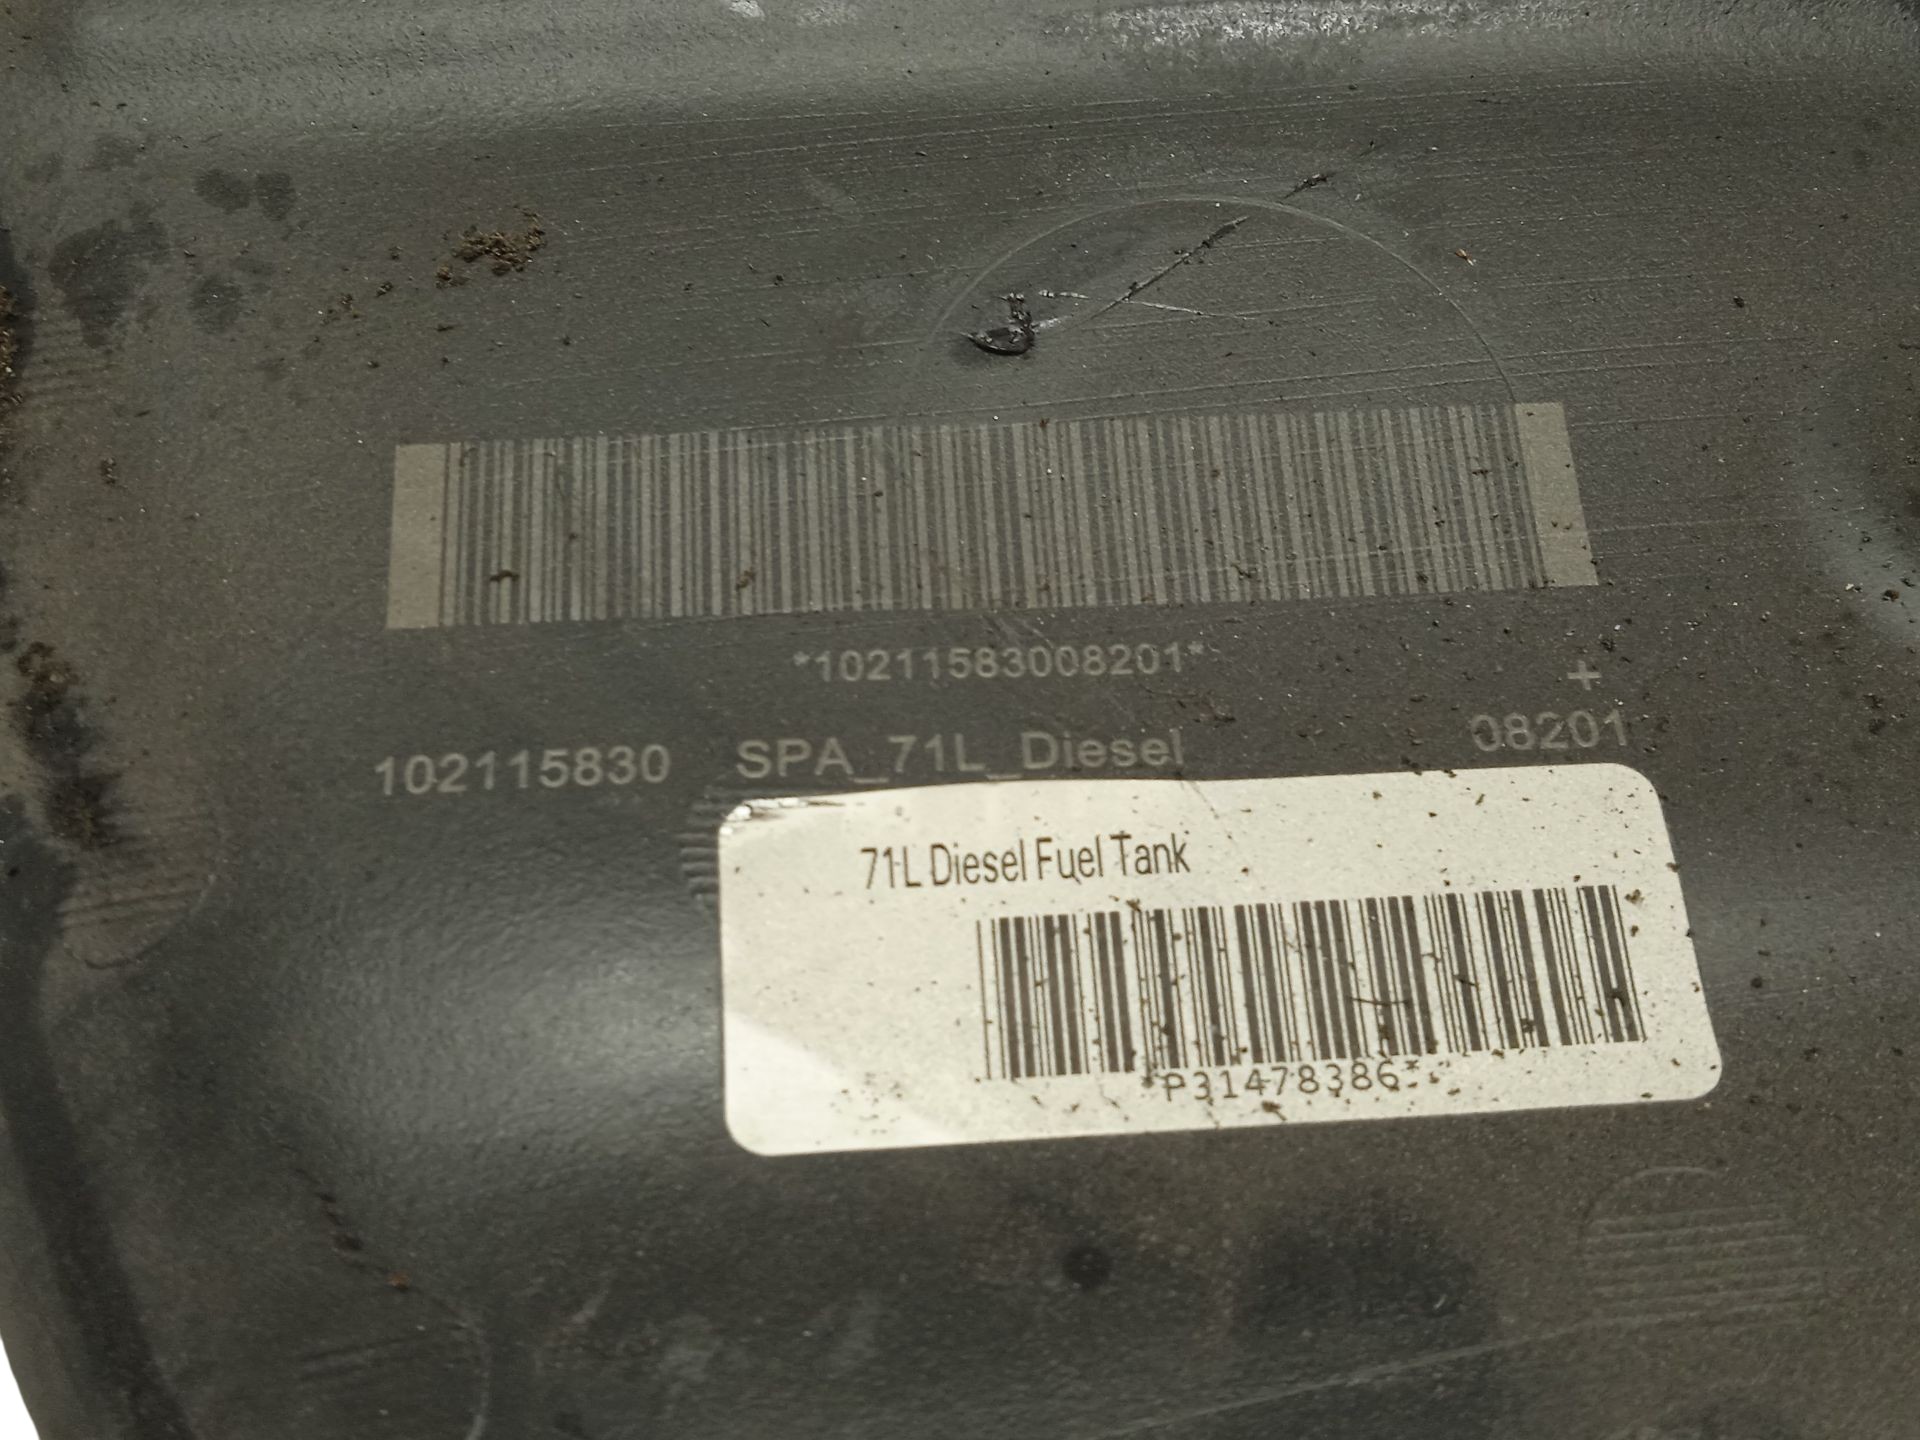 *10211583008201*
+
102115830 SPA_71L_Diesel 08201
71L Diesel Fuel Tank
*P31478386*